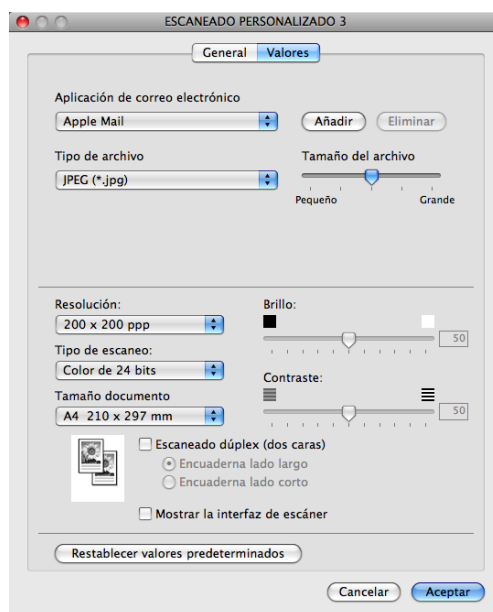 ESCANEADO PERSONALIZADO 3
General Valores
Aplicación de correo electrónico
Apple Mail Añadir Eliminar
Tipo de archivo Tamaño del archivo
JPEG (*.jpg)
Pequeño Grande
Resolución: Brillo:
200 x 200 ppp
50
Tipo de escaneo:
Color de 24 bits
Contraste:
Tamaño documento
A4 210 x 297 mm 50
Escaneado dúplex (dos caras)
Encuaderna lado largo
Encuaderna lado corto
Mostrar la interfaz de escáner
Restablecer valores predeterminados
Cancelar Aceptar